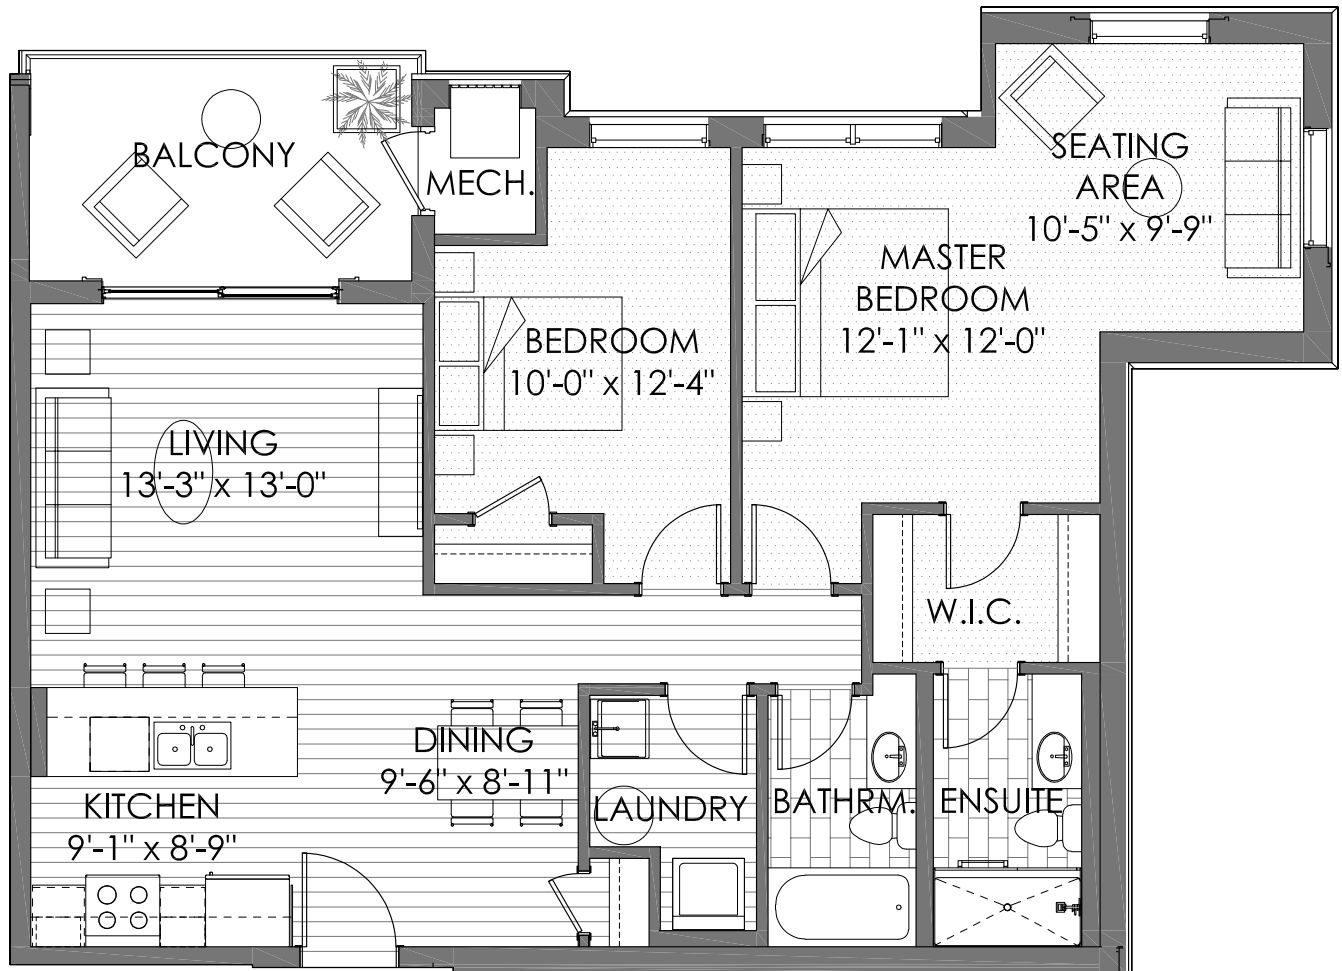 BALCONY
MECH.
SEATING
AREA
10'-5" x 9'-9"
MASTER
BEDROOM
12'-1" x 12'-0"
BEDROOM
10'-0" x 12'-4"
LIVING
13'-3" x 13'-0"
W.I.C.
DINING
9'-6" x 8'-11"
KITCHEN
9'-1" x 8'-9"
LAUNDRY
BATHRM.
ENSUITE